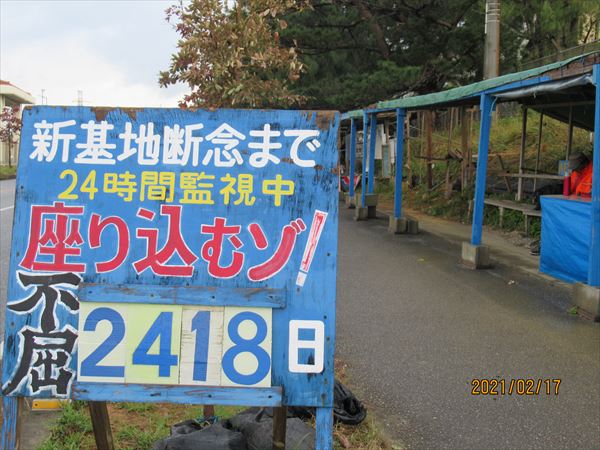 新基地断念まで
24時間監視中
座り込むゾ!
不屈
2418日
2021/02/17